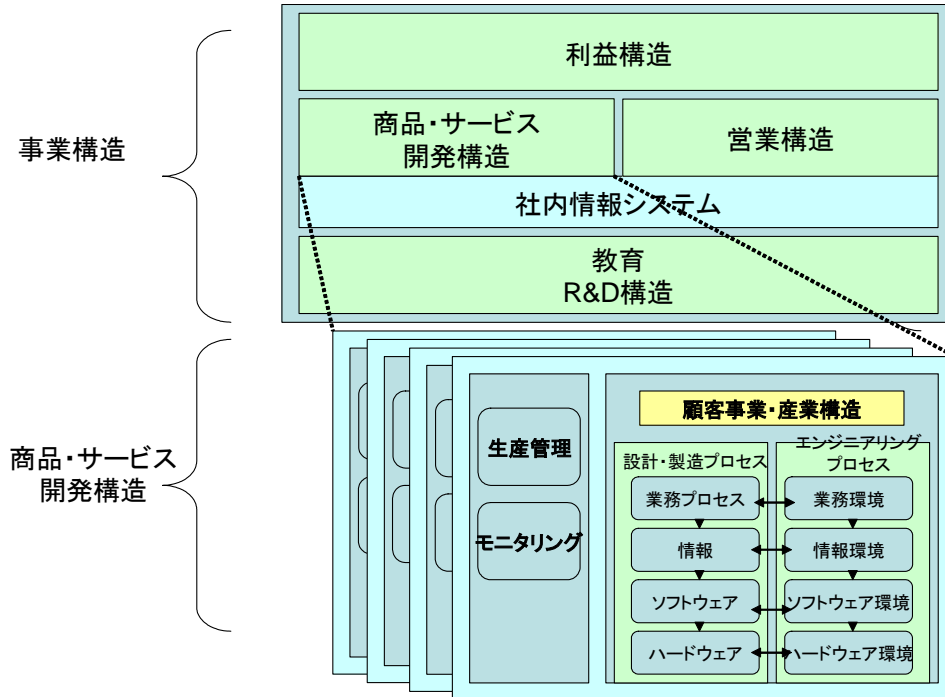 事業構造
利益構造
商品・サービス
開発構造
営業構造
社内情報システム
教育
R&D構造
商品・サービス
開発構造
生産管理
モニタリング
顧客事業・産業構造
設計・製造プロセス
業務プロセス
情報
ソフトウェア
ハードウェア
エンジニアリング
プロセス
業務環境
情報環境
ソフトウェア環境
ハードウェア環境